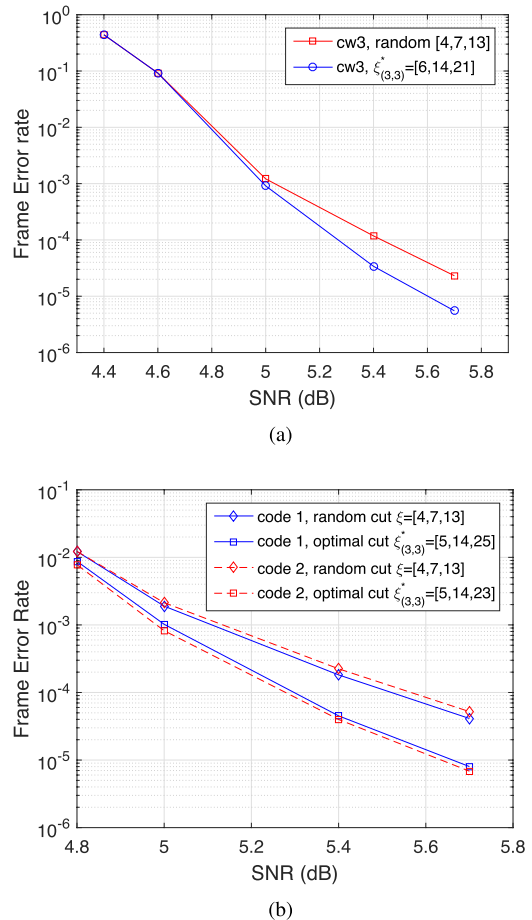 10^0
10^-1
10^-2
10^-3
10^-4
10^-5
10^-6
Frame Error rate
cw3, random [4,7,13]
cw3, ξ*(3,3)=[6,14,21]
4.4 4.6 4.8 5 5.2 5.4 5.6 5.8
SNR (dB)
(a)
10^-1
10^-2
10^-3
10^-4
10^-5
10^-6
Frame Error Rate
code 1, random cut ξ=[4,7,13]
code 1, optimal cut ξ*(3,3)=[5,14,25]
code 2, random cut ξ=[4,7,13]
code 2, optimal cut ξ*(3,3)=[5,14,23]
4.8 5 5.2 5.4 5.6 5.8
SNR (dB)
(b)